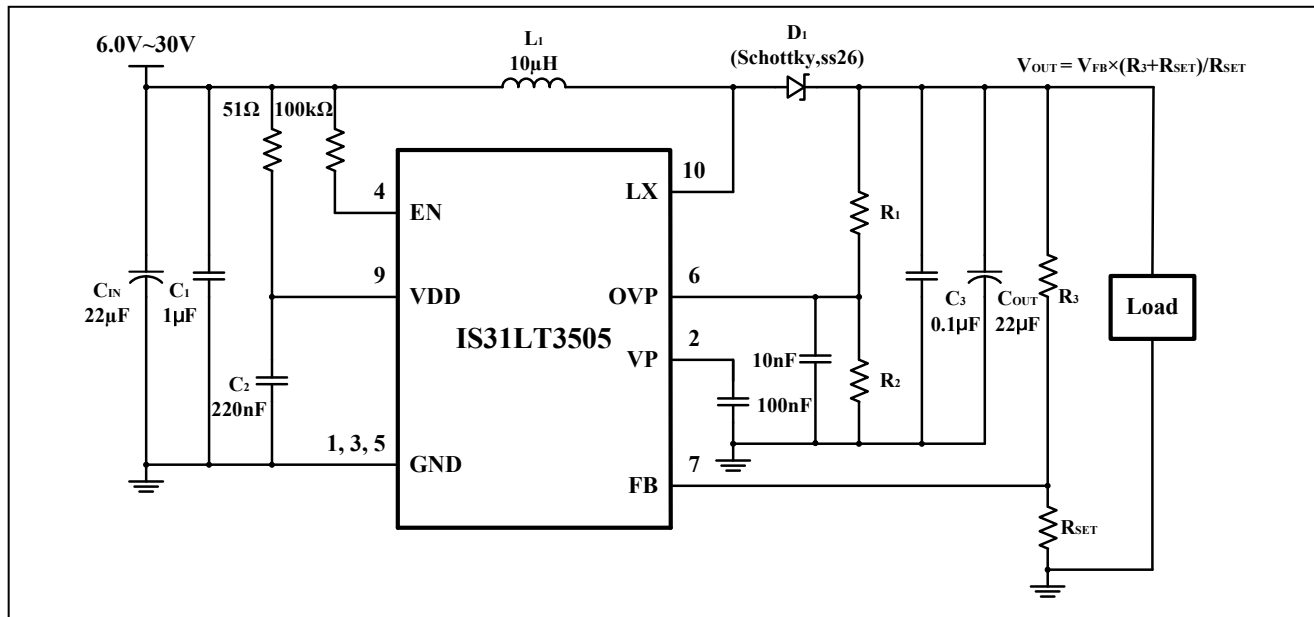 6.0V~30V
L1
10µH
D1
(Schottky,ss26)
VOUT = VFB×(R3+RSET)/RSET
51Ω
100kΩ
10
LX
4
EN
R1
9
VDD
6
OVP
CIN
22µF
C1
1µF
IS31LT3505
2
VP
C3
0.1µF
COUT
22µF
R3
Load
C2
220nF
10nF
R2
100nF
1, 3, 5
GND
7
FB
RSET